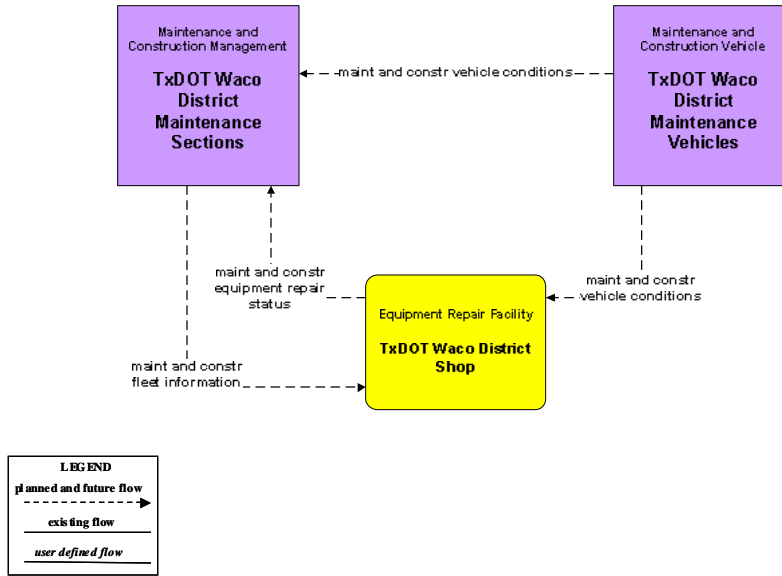 Maintenance and
Construction Management
TxDOT Waco
District
Maintenance
Sections
Maintenance and
Construction Vehicle
TxDOT Waco
District
Maintenance
Vehicles
maint and constr vehicle conditions
maint and constr
equipment repair
status
maint and constr
vehicle conditions
Equipment Repair Facility
TxDOT Waco District
Shop
maint and constr
fleet information
LEGEND
planned and future flow
existing flow
user defined flow